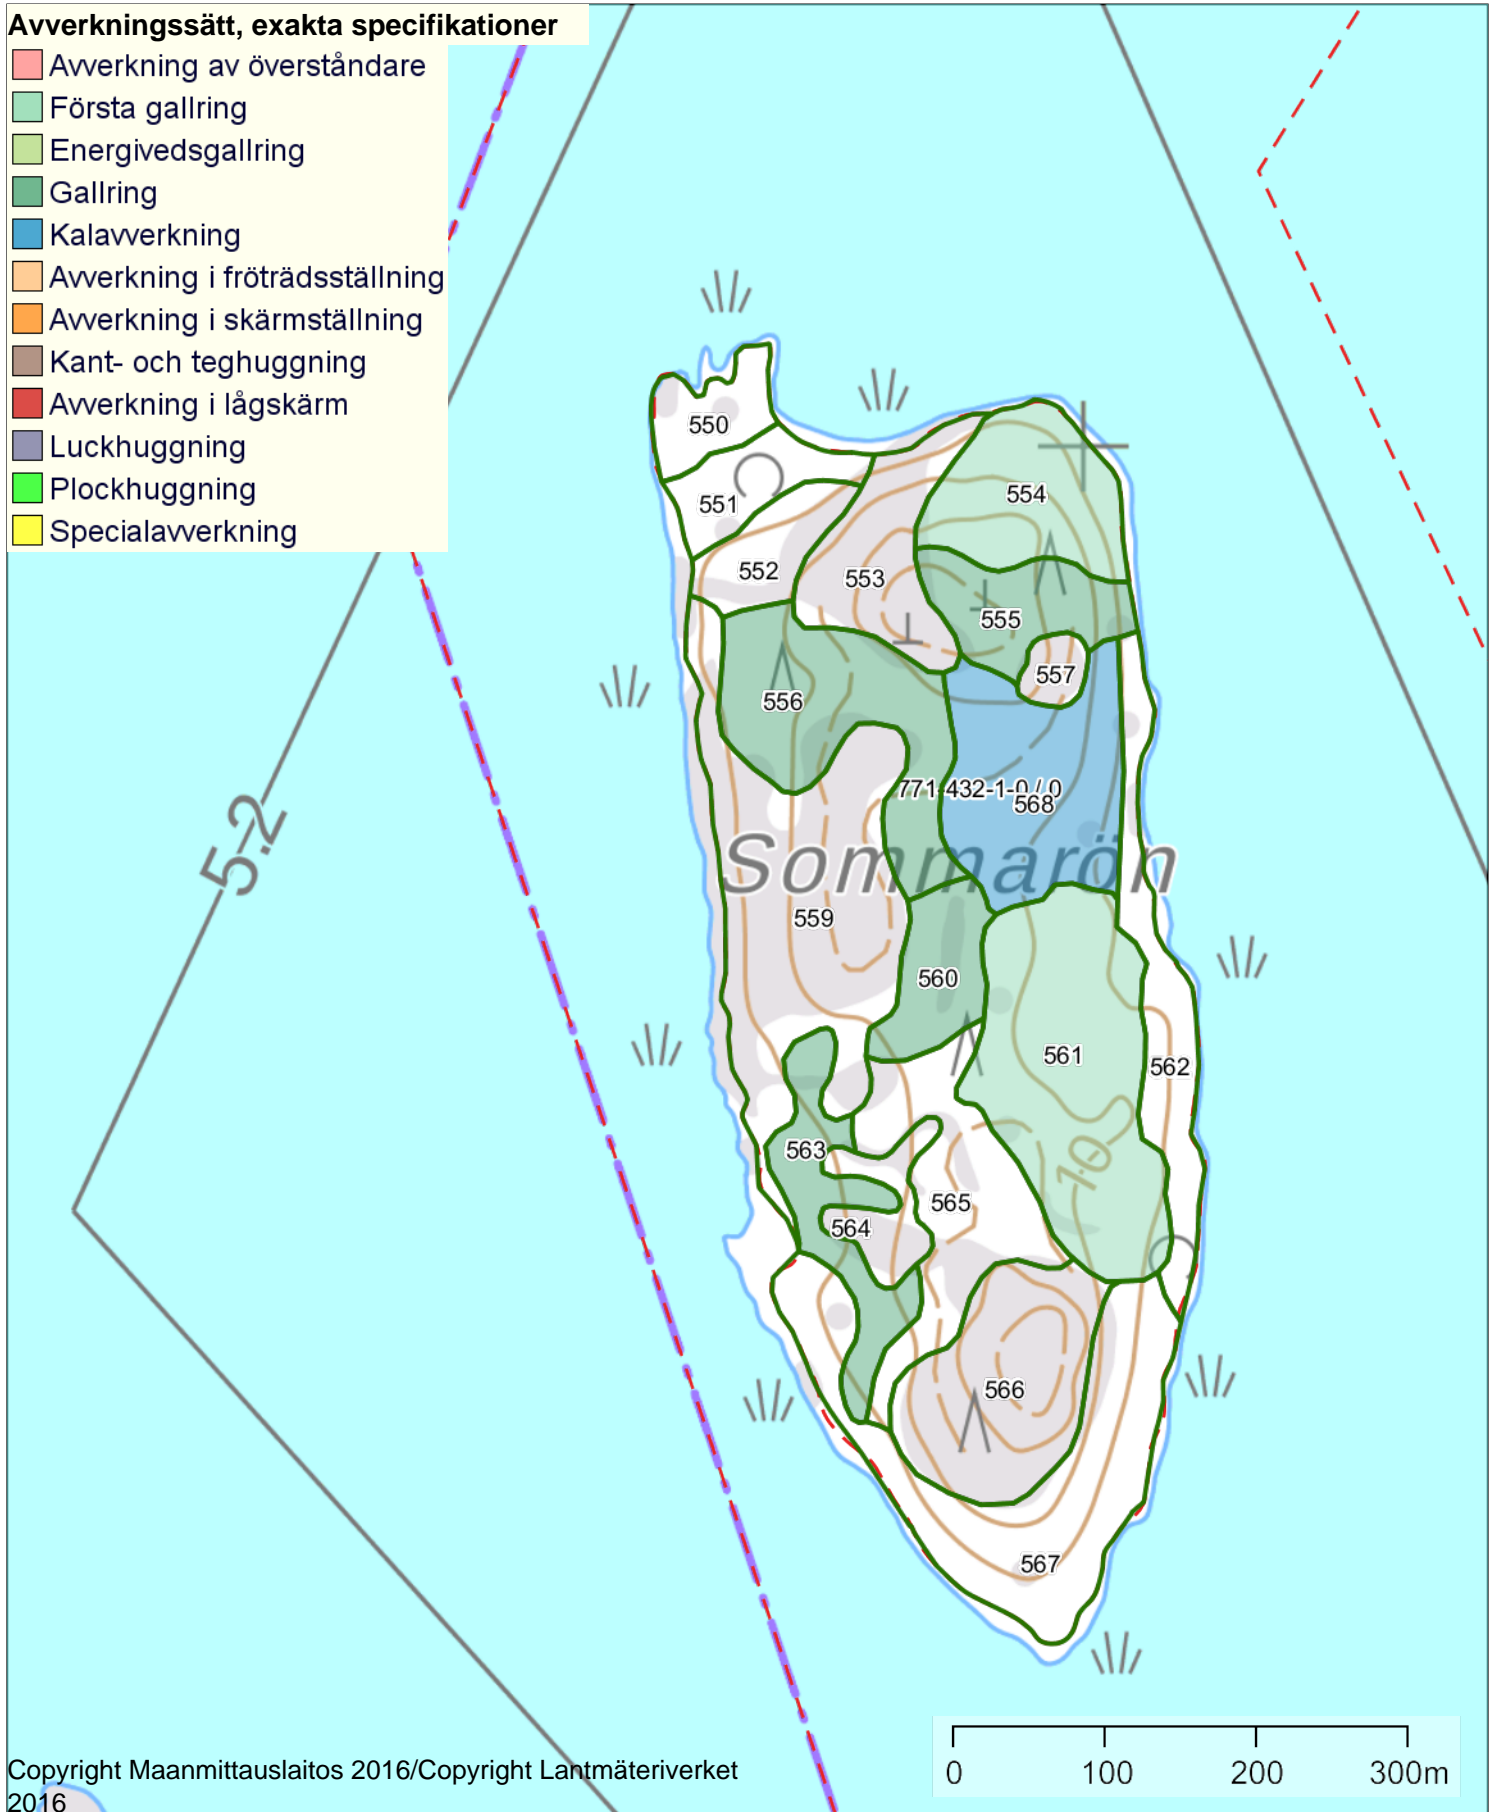 Avverkningssätt, exakta specifikationer
Avverkning av överståndare
Första gallring
Energivedsgallring
Gallring
Kalavverkning
Avverkning i fröträdsställning
Avverkning i skärmställning
Kant- och teghuggning
Avverkning i lågskärm
Luckhuggning
Plockhuggning
Specialavverkning
550
551
554
552
553
555
557
556
771-432-1-0 / 0
568
5.2
Sommarön
559
560
561
562
563
10
565
564
566
567
0 100 200 300m
Copyright Maanmittauslaitos 2016/Copyright Lantmäteriverket
2016